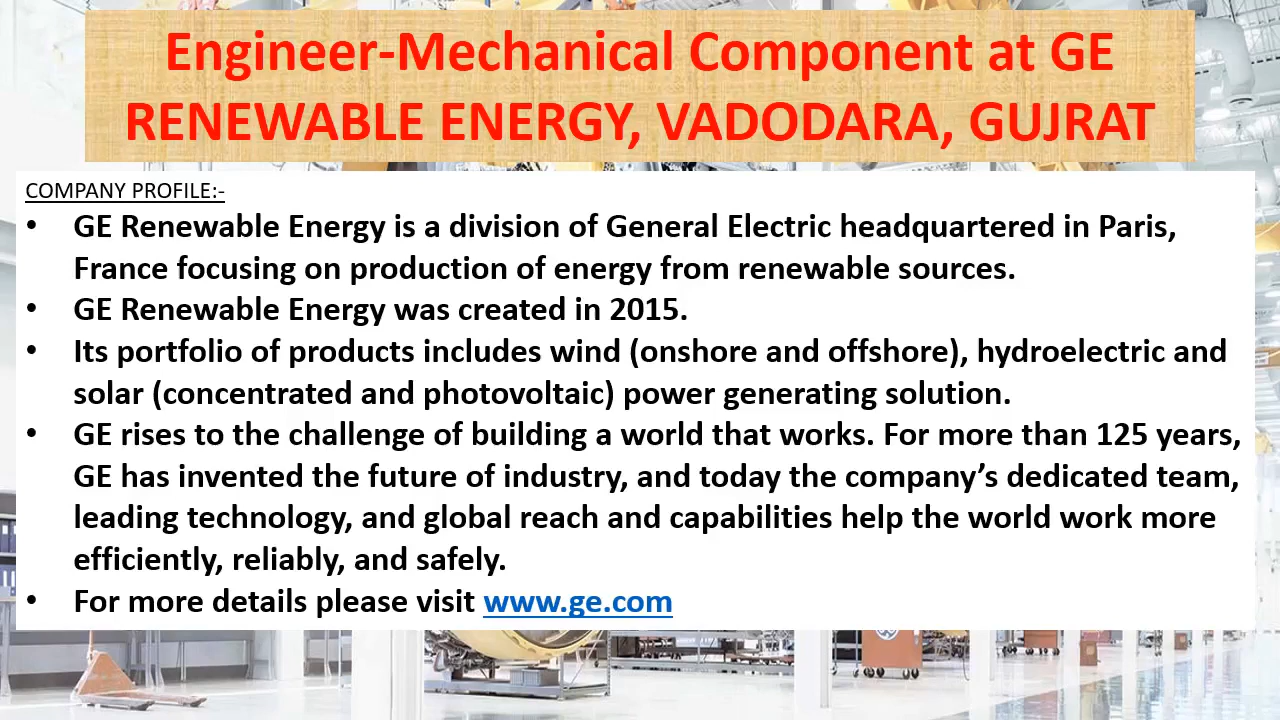 Engineer-Mechanical Component at GE
RENEWABLE ENERGY, VADODARA, GUJRAT
COMPANY PROFILE:-
• GE Renewable Energy is a division of General Electric headquartered in Paris,
France focusing on production of energy from renewable sources.
• GE Renewable Energy was created in 2015.
• Its portfolio of products includes wind (onshore and offshore), hydroelectric and
solar (concentrated and photovoltaic) power generating solution.
• GE rises to the challenge of building a world that works. For more than 125 years,
GE has invented the future of industry, and today the company’s dedicated team,
leading technology, and global reach and capabilities help the world work more
efficiently, reliably, and safely.
• For more details please visit www.ge.com